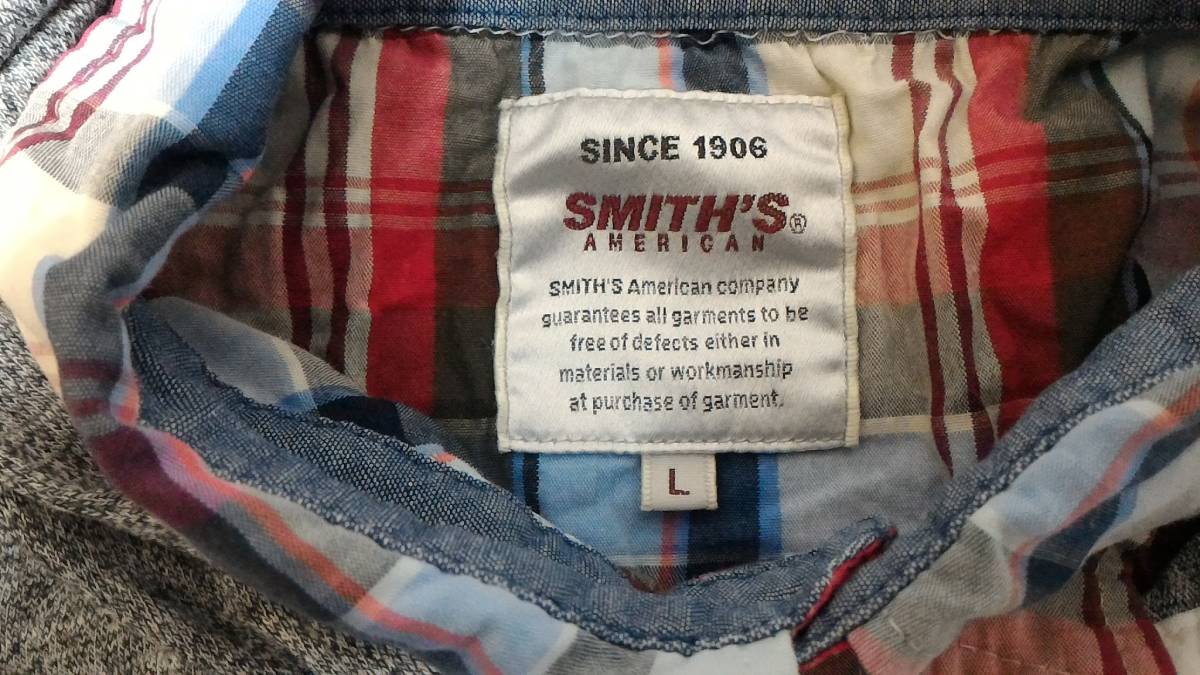 SINCE 1906
SMITH'S®
AMERICAN
SMITH'S American company
guarantees all garments to be
free of defects either in
materials or workmanship
at purchase of garment.
L